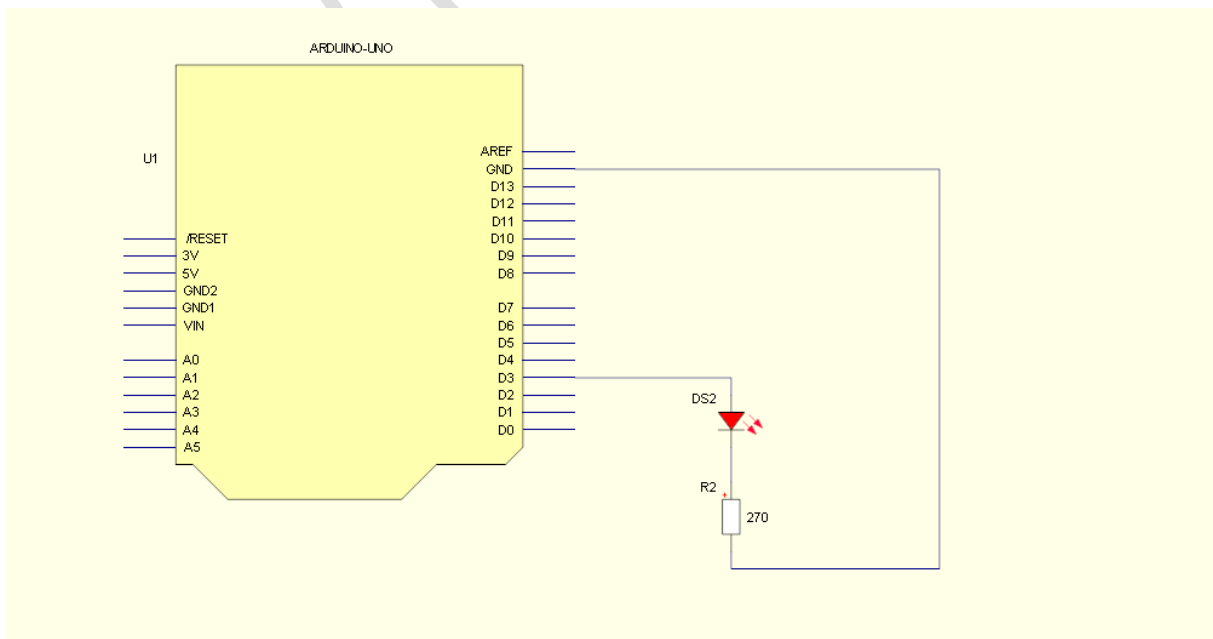 ARDUINO-UNO
U1
AREF
GND
D13
D12
D11
/RESET
D10
3V
D9
5V
D8
GND2
GND1
D7
VIN
D6
D5
A0
D4
A1
D3
A2
D2
A3
D1
A4
D0
A5
DS2
R2
+
270